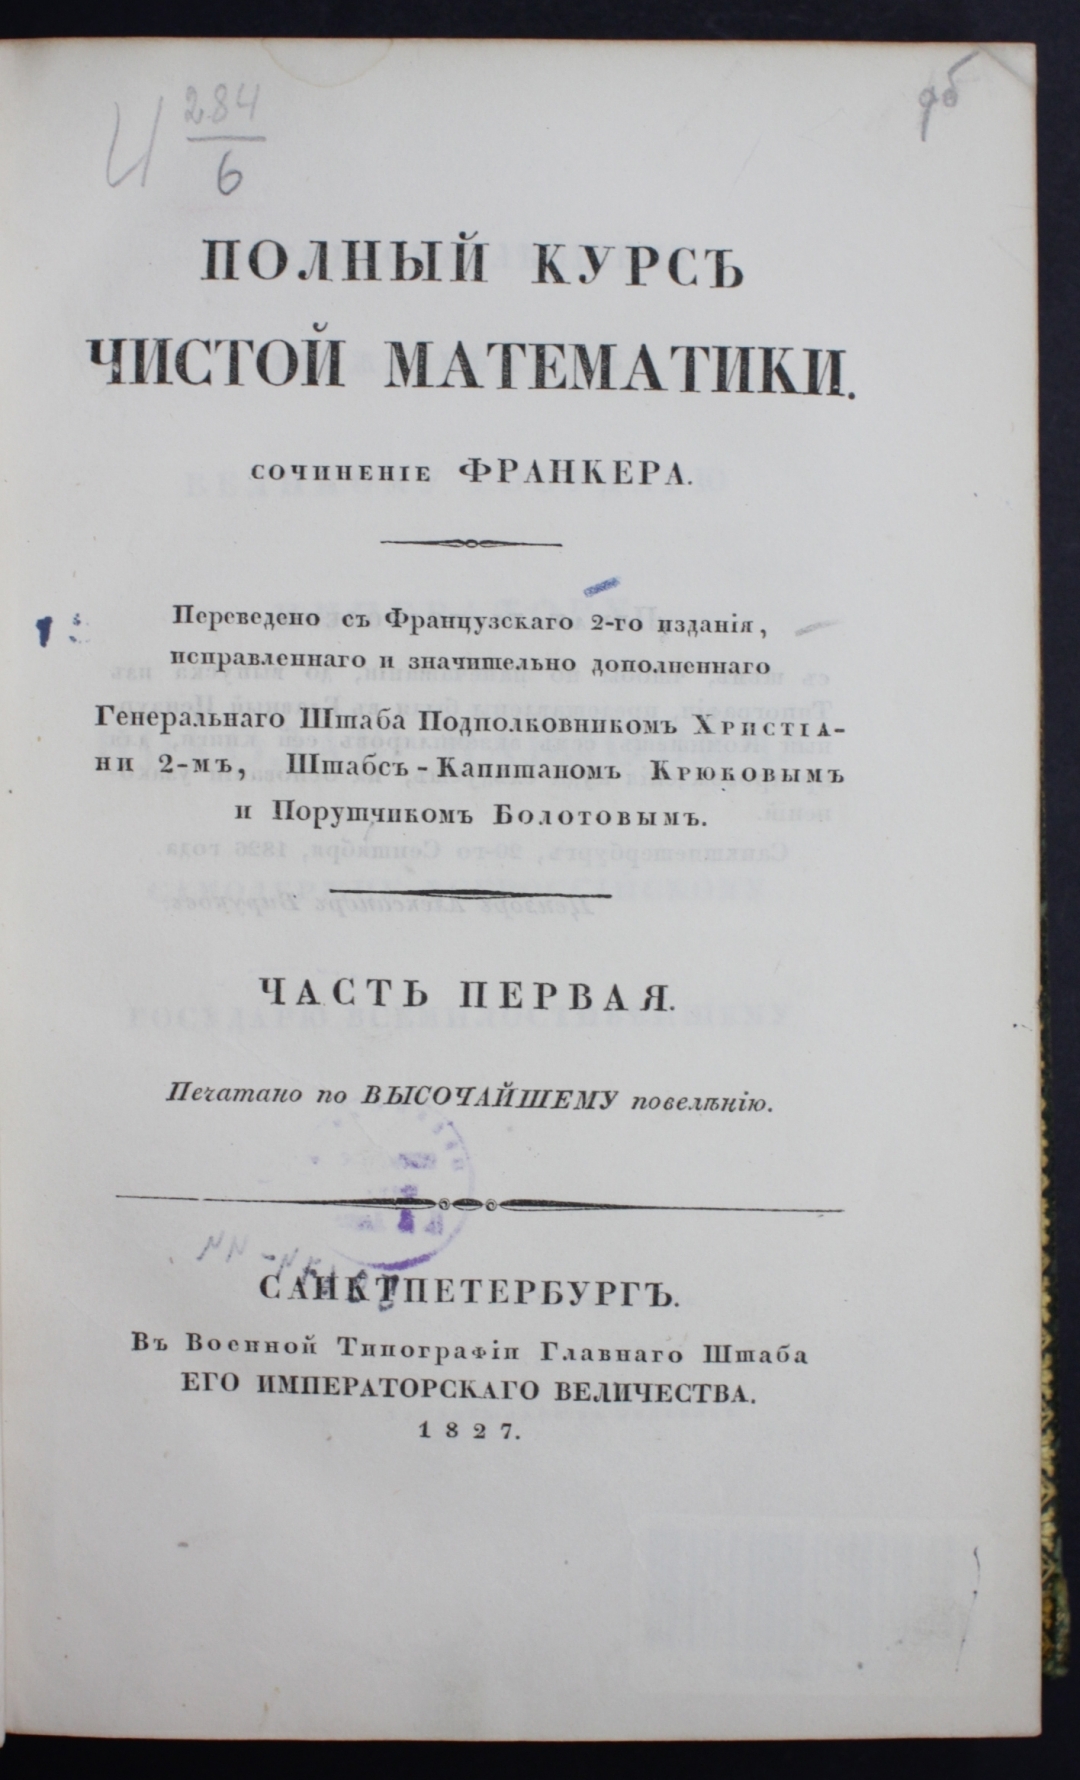 И 284
6
ПОЛНЫЙ КУРСЪ
ЧИСТОЙ МАТЕМАТИКИ.
СОЧИНЕНІЕ ФРАНКЕРА.
Переведено съ Французскаго 2-го изданія,
исправленнаго и значительно дополненнаго
Генеральнаго Штаба Подполковникомъ Христіа-
ни 2-мъ, Штабсъ-Капитаномъ Крюковымъ
и Порутчикомъ Болотовымъ.
ЧАСТЬ ПЕРВАЯ.
Печатано по ВЫСОЧАЙШЕМУ повелѣнію.
САНКТПЕТЕРБУРГЪ.
Въ Военной Типографіи Главнаго Штаба
ЕГО ИМПЕРАТОРСКАГО ВЕЛИЧЕСТВА.
1827.